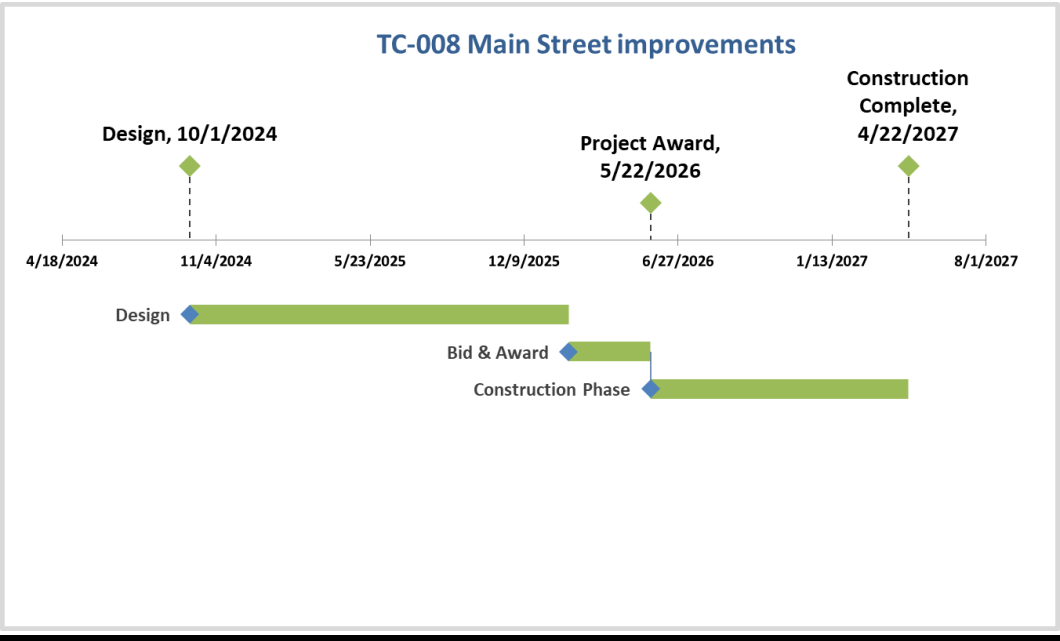 TC-008 Main Street improvements
Construction
Complete,
4/22/2027
Design, 10/1/2024
Project Award,
5/22/2026
4/18/2024 11/4/2024 5/23/2025 12/9/2025 6/27/2026 1/13/2027 8/1/2027
Design
Bid & Award
Construction Phase